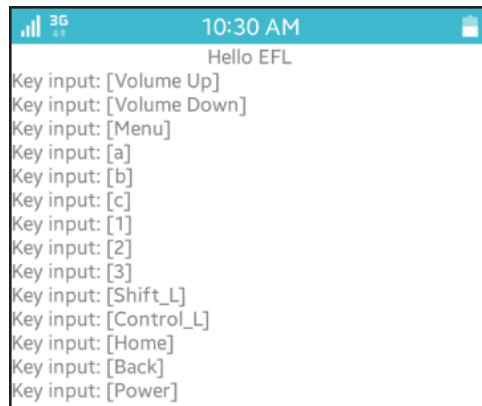 3G 10:30 AM
Hello EFL
Key input: [Volume Up]
Key input: [Volume Down]
Key input: [Menu]
Key input: [a]
Key input: [b]
Key input: [c]
Key input: [1]
Key input: [2]
Key input: [3]
Key input: [Shift_L]
Key input: [Control_L]
Key input: [Home]
Key input: [Back]
Key input: [Power]